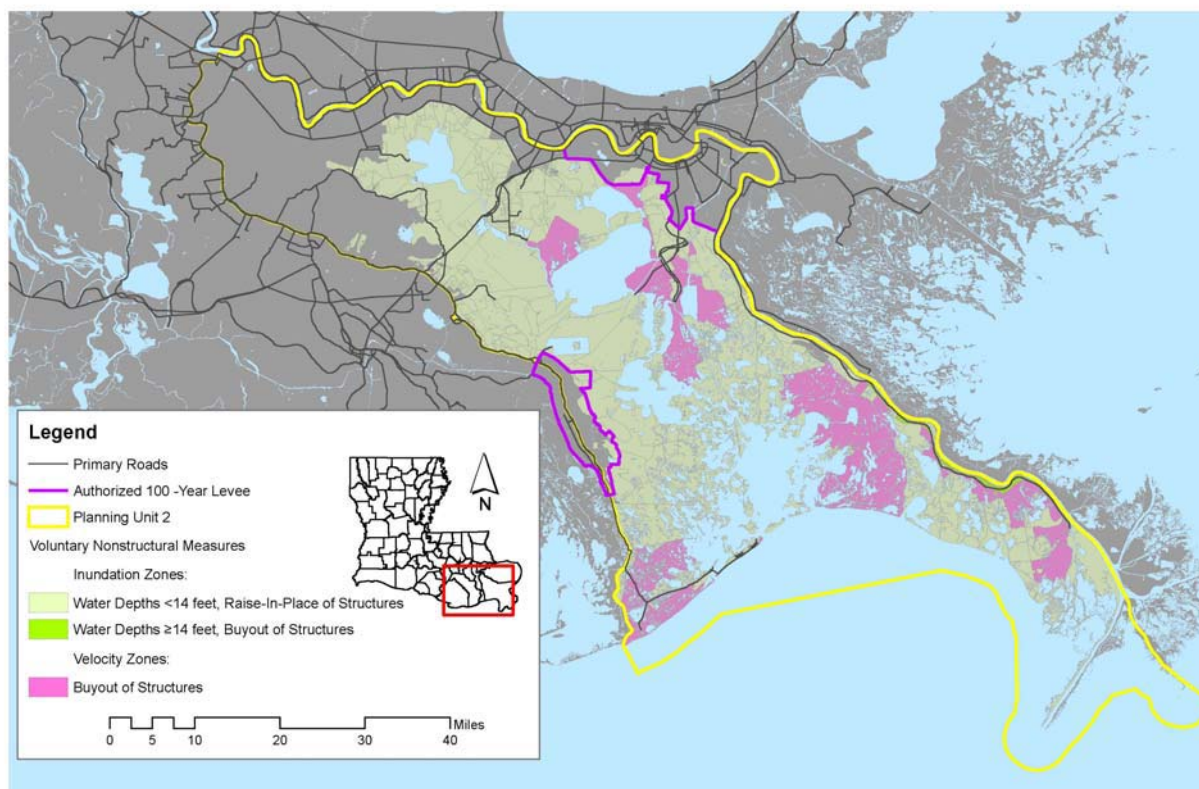 Legend
Primary Roads
Authorized 100 -Year Levee
Planning Unit 2
Voluntary Nonstructural Measures
Inundation Zones:
Water Depths <14 feet, Raise-In-Place of Structures
Water Depths ≥14 feet, Buyout of Structures
Velocity Zones:
Buyout of Structures
N
Miles
0 5 10 20 30 40